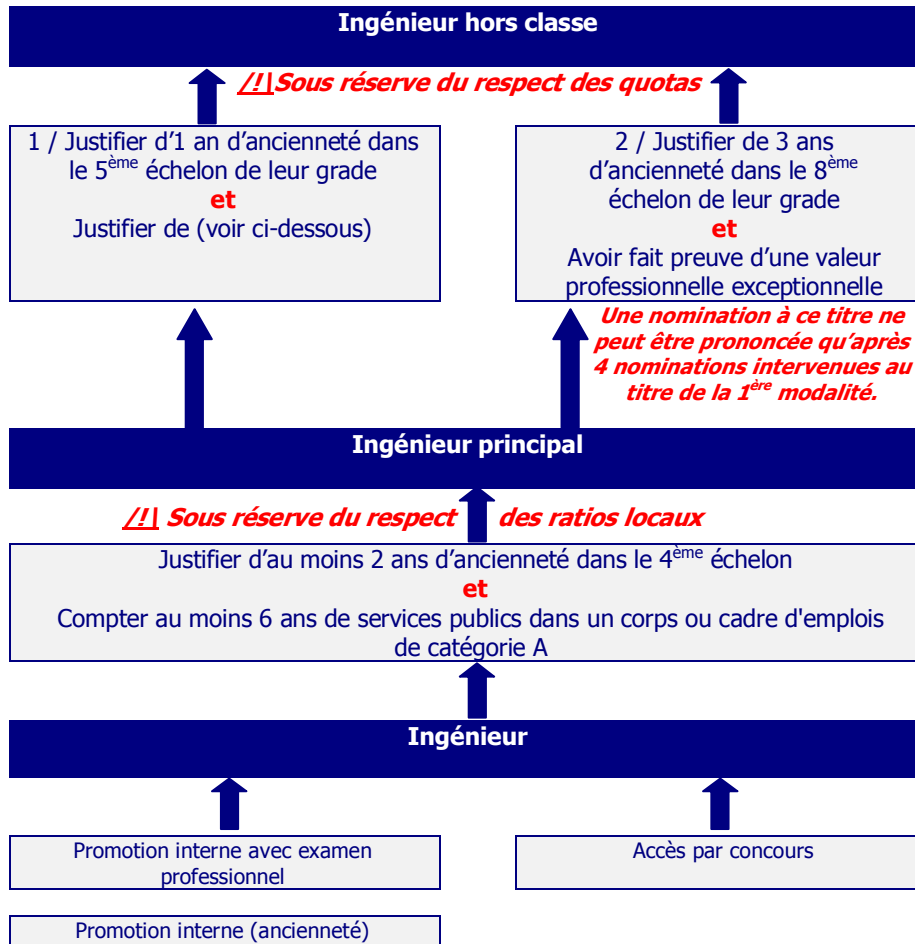 Ingénieur hors classe
/!\ Sous réserve du respect des quotas
1 / Justifier d'1 an d'ancienneté dans
le 5ème échelon de leur grade
et
Justifier de (voir ci-dessous)
2 / Justifier de 3 ans
d'ancienneté dans le 8ème
échelon de leur grade
et
Avoir fait preuve d'une valeur
professionnelle exceptionnelle
Une nomination à ce titre ne
peut être prononcée qu'après
4 nominations intervenues au
titre de la 1ère modalité.
Ingénieur principal
/!\ Sous réserve du respect des ratios locaux
Justifier d'au moins 2 ans d'ancienneté dans le 4ème échelon
et
Compter au moins 6 ans de services publics dans un corps ou cadre d'emplois
de catégorie A
Ingénieur
Promotion interne avec examen
professionnel
Accès par concours
Promotion interne (ancienneté)